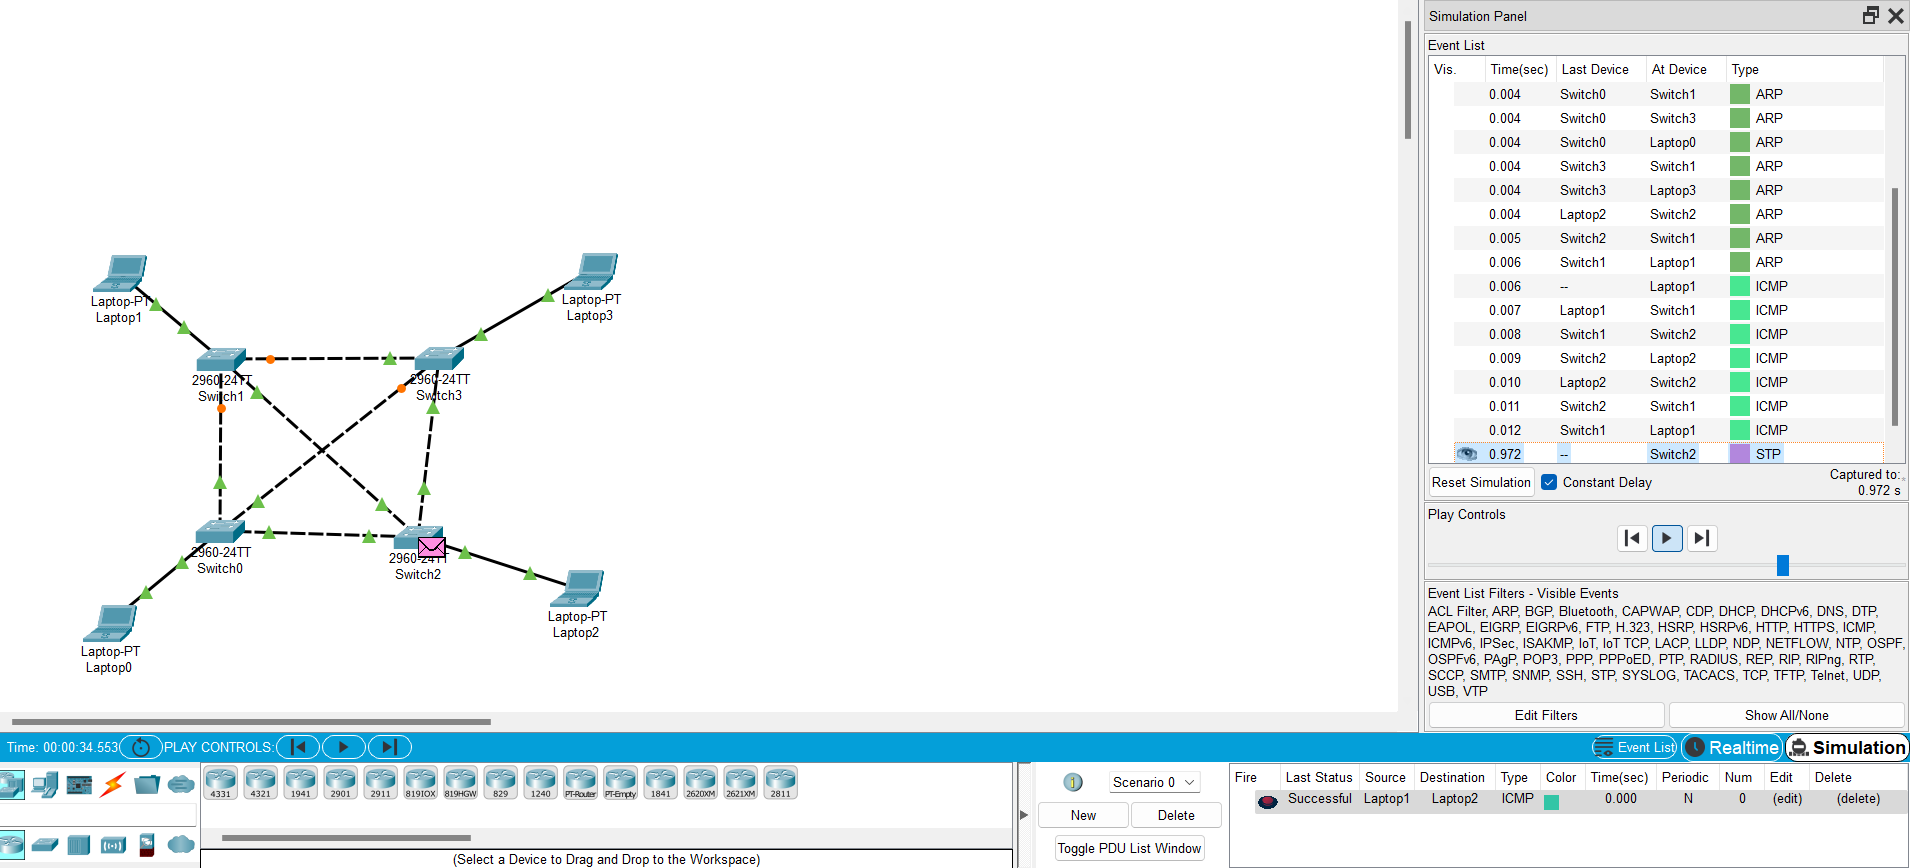 Simulation Panel
Event List
Vis. Time(sec) Last Device At Device Type
0.004 Switch0 Switch1 ARP
0.004 Switch0 Switch3 ARP
0.004 Switch0 Laptop0 ARP
0.004 Switch3 Switch1 ARP
0.004 Switch3 Laptop3 ARP
0.004 Laptop2 Switch2 ARP
0.005 Switch2 Switch1 ARP
0.006 Switch1 Laptop1 ARP
0.006 -- Laptop1 ICMP
0.007 Laptop1 Switch1 ICMP
0.008 Switch1 Switch2 ICMP
0.009 Switch2 Laptop2 ICMP
0.010 Laptop2 Switch2 ICMP
0.011 Switch2 Switch1 ICMP
0.012 Switch1 Laptop1 ICMP
0.972 -- Switch2 STP
Reset Simulation Constant Delay Captured to:
0.972 s
Play Controls
Event List Filters - Visible Events
ACL Filter, ARP, BGP, Bluetooth, CAPWAP, CDP, DHCP, DHCPv6, DNS, DTP,
EAPOL, EIGRP, EIGRPv6, FTP, H.323, HSRP, HSRPv6, HTTP, HTTPS, ICMP,
ICMPv6, IPSec, ISAKMP, IoT, IoT TCP, LACP, LLDP, NDP, NETFLOW, NTP, OSPF,
OSPFv6, PAgP, POP3, PPP, PPPoED, PTP, RADIUS, REP, RIP, RIPng, RTP,
SCCP, SMTP, SNMP, SSH, STP, SYSLOG, TACACS, TCP, TFTP, Telnet, UDP,
USB, VTP
Edit Filters Show All/None
Laptop-PT
Laptop1
Laptop-PT
Laptop3
2960-24TT
Switch1
2960-24TT
Switch3
2960-24TT
Switch0
2960-24TT
Switch2
Laptop-PT
Laptop2
Laptop-PT
Laptop0
Time: 00:00:34.553 PLAY CONTROLS: Event List Realtime Simulation
4331 4321 1941 2901 2911 819IOX 819HGW 829 1240 PT-Router PT-Empty 1841 2620XM 2621XM 2811
(Select a Device to Drag and Drop to the Workspace)
Scenario 0
New Delete
Toggle PDU List Window
Fire Last Status Source Destination Type Color Time(sec) Periodic Num Edit Delete
Successful Laptop1 Laptop2 ICMP 0.000 N 0 (edit) (delete)